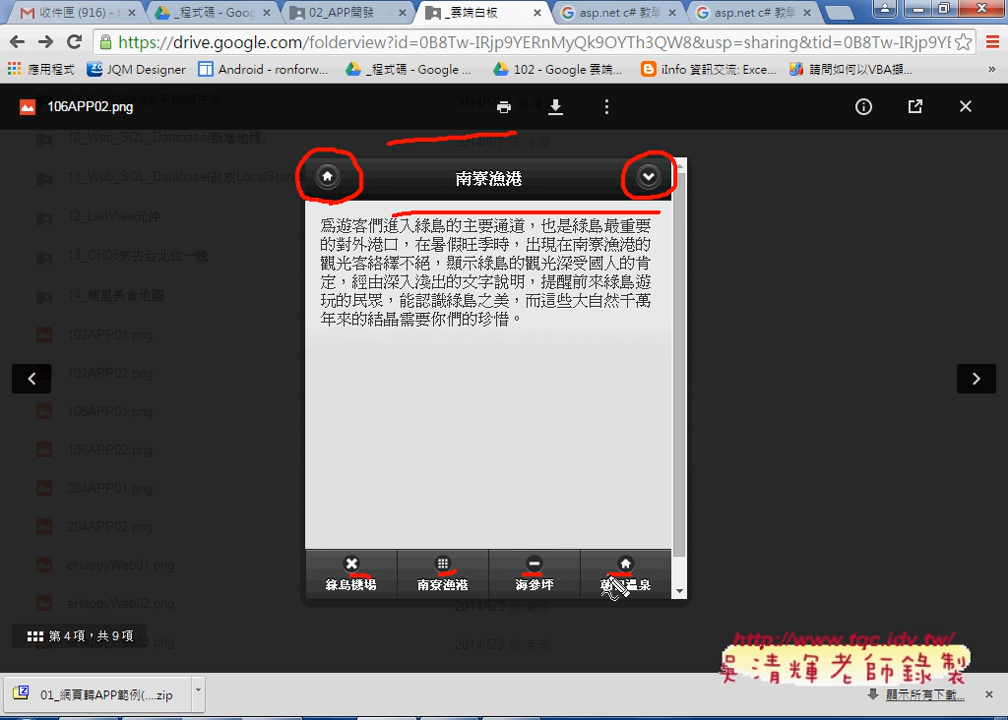 收件匣 (916) -
_程式碼 - Goog
02_APP開發
_雲端白板
asp.net c# 教學
asp.net c# 教學
https://drive.google.com/folderview?id=0B8Tw-IRjp9YERnMyQk9OYTh3QW8&usp=sharing&tid=0B8Tw-IRjp9YE
應用程式
JQM Designer
Android - ronforw...
_程式碼 - Google ...
102 - Google 雲端...
iInfo 資訊交流: Exce...
請問如何以VBA擷...
»
106APP02.png
10_Web_SQL_Database(新增地標)
11_Web_SQL_Database(改成LocalStor
12_ListView元件
13_CH05來去台北住一晚
14_埔里美食地圖
102APP01.png
102APP02.png
106APP01.png
106APP02.png
204APP01.png
204APP02.png
eHappyWeb01.png
eHappyWeb02.png
南寮漁港
為遊客們進入綠島的主要通道，也是綠島最重要
的對外港口，在暑假旺季時，出現在南寮漁港的
觀光客絡繹不絕，顯示綠島的觀光深受國人的肯
定，經由深入淺出的文字說明，提醒前來綠島遊
玩的民眾，能認識綠島之美，而這些大自然千萬
年來的結晶需要你們的珍惜。
綠島機場
南寮漁港
海參坪
溫泉
第 4 項，共 9 項
2014/6/3
http://www.tqc.idv.tw/
吳清輝老師錄製
01_網頁轉APP範例(....zip
顯示所有下載...